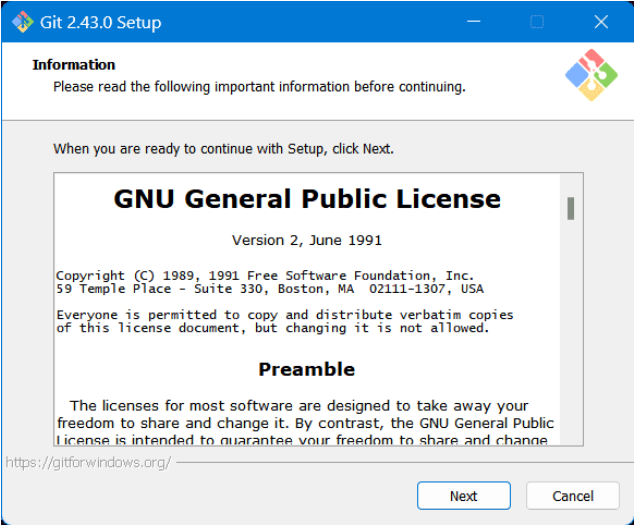 Git 2.43.0 Setup
Information
Please read the following important information before continuing.
When you are ready to continue with Setup, click Next.
GNU General Public License
Version 2, June 1991
Copyright (C) 1989, 1991 Free Software Foundation, Inc.
59 Temple Place - Suite 330, Boston, MA  02111-1307, USA
Everyone is permitted to copy and distribute verbatim copies
of this license document, but changing it is not allowed.
Preamble
The licenses for most software are designed to take away your
freedom to share and change it. By contrast, the GNU General Public
License is intended to guarantee your freedom to share and change
https://gitforwindows.org/
Next
Cancel